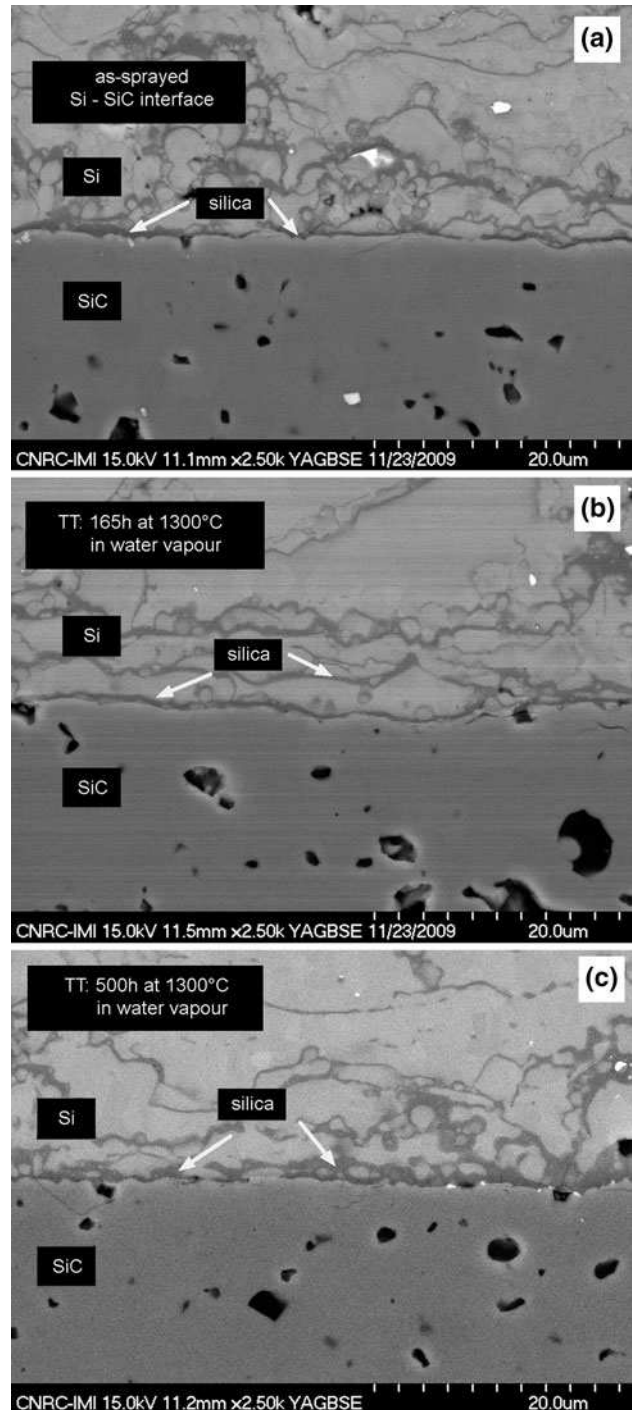 (a)
as-sprayed
Si - SiC interface
Si
silica
SiC
CNRC-IMI 15.0kV 11.1mm x2.50k YAGBSE 11/23/2009 20.0um
(b)
TT: 165h at 1300°C
in water vapour
Si
silica
SiC
CNRC-IMI 15.0kV 11.5mm x2.50k YAGBSE 11/23/2009 20.0um
(c)
TT: 500h at 1300°C
in water vapour
silica
Si
SiC
CNRC-IMI 15.0kV 11.2mm x2.50k YAGBSE 20.0um